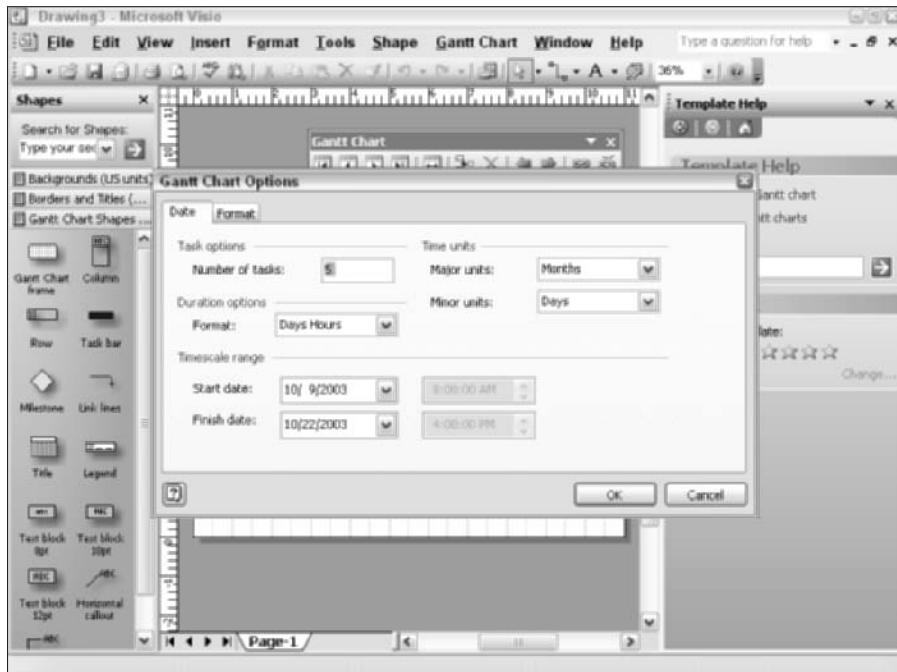 Drawing3 - Microsoft Visio
File Edit View Insert Format Tools Shape Gantt Chart Window Help Type a question for help
36%
Shapes
Search for Shapes:
Type your sea
Backgrounds (US units)
Borders and Titles (...
Gantt Chart Shapes ...
Gantt Chart frame
Column
Row
Task bar
Milestone
Link lines
Title
Legend
Text block 8pt
Text block 10pt
Text block 12pt
Horizontal callout
Gantt Chart
Template Help
Template Help
Gantt chart
tt charts
late:
Change...
Gantt Chart Options
Date Format
Task options
Number of tasks: 5
Duration options
Format: Days Hours
Time units
Major units: Months
Minor units: Days
Timescale range
Start date: 10/ 9/2003 8:00:00 AM
Finish date: 10/22/2003 4:00:00 PM
OK Cancel
Page-1